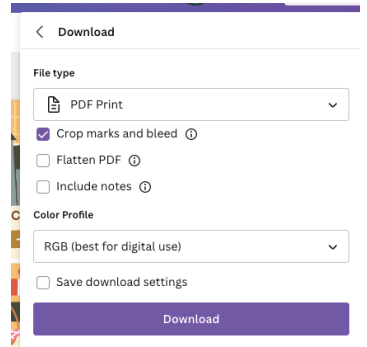 Download
File type
PDF Print
Crop marks and bleed
Flatten PDF
Include notes
Color Profile
RGB (best for digital use)
Save download settings
Download